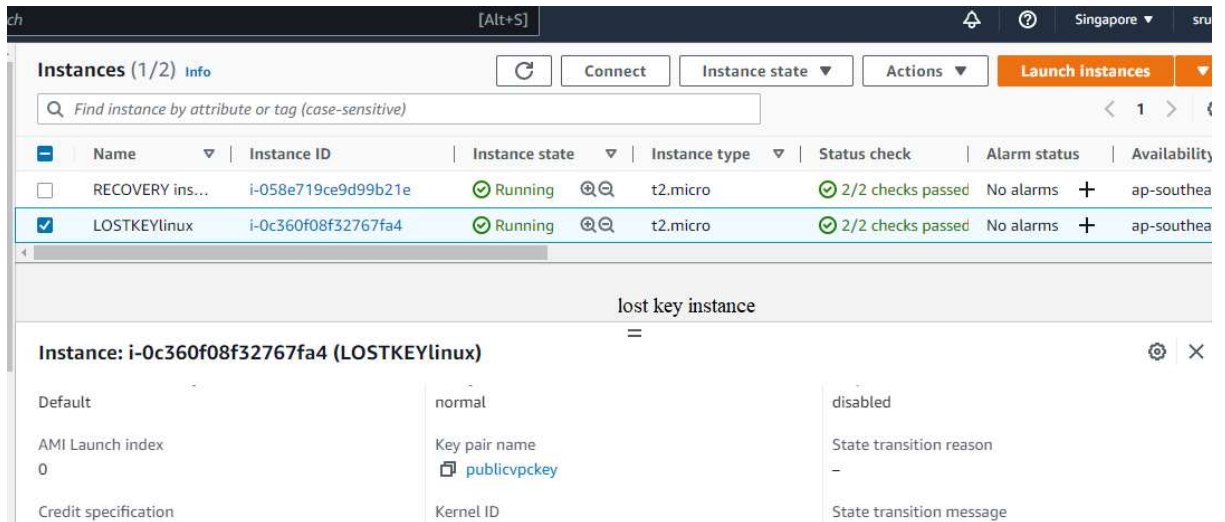 ch [Alt+S] Singapore ▼ sru
Instances (1/2) Info Connect Instance state ▼ Actions ▼ Launch instances ▼
Find instance by attribute or tag (case-sensitive) < 1 >
Name Instance ID Instance state Instance type Status check Alarm status Availability
RECOVERY ins... i-058e719ce9d99b21e Running t2.micro 2/2 checks passed No alarms + ap-southea
LOSTKEYlinux i-0c360f08f32767fa4 Running t2.micro 2/2 checks passed No alarms + ap-southea
lost key instance
Instance: i-0c360f08f32767fa4 (LOSTKEYlinux)
Default normal disabled
AMI Launch index Key pair name State transition reason
0 publicvpckey –
Credit specification Kernel ID State transition message